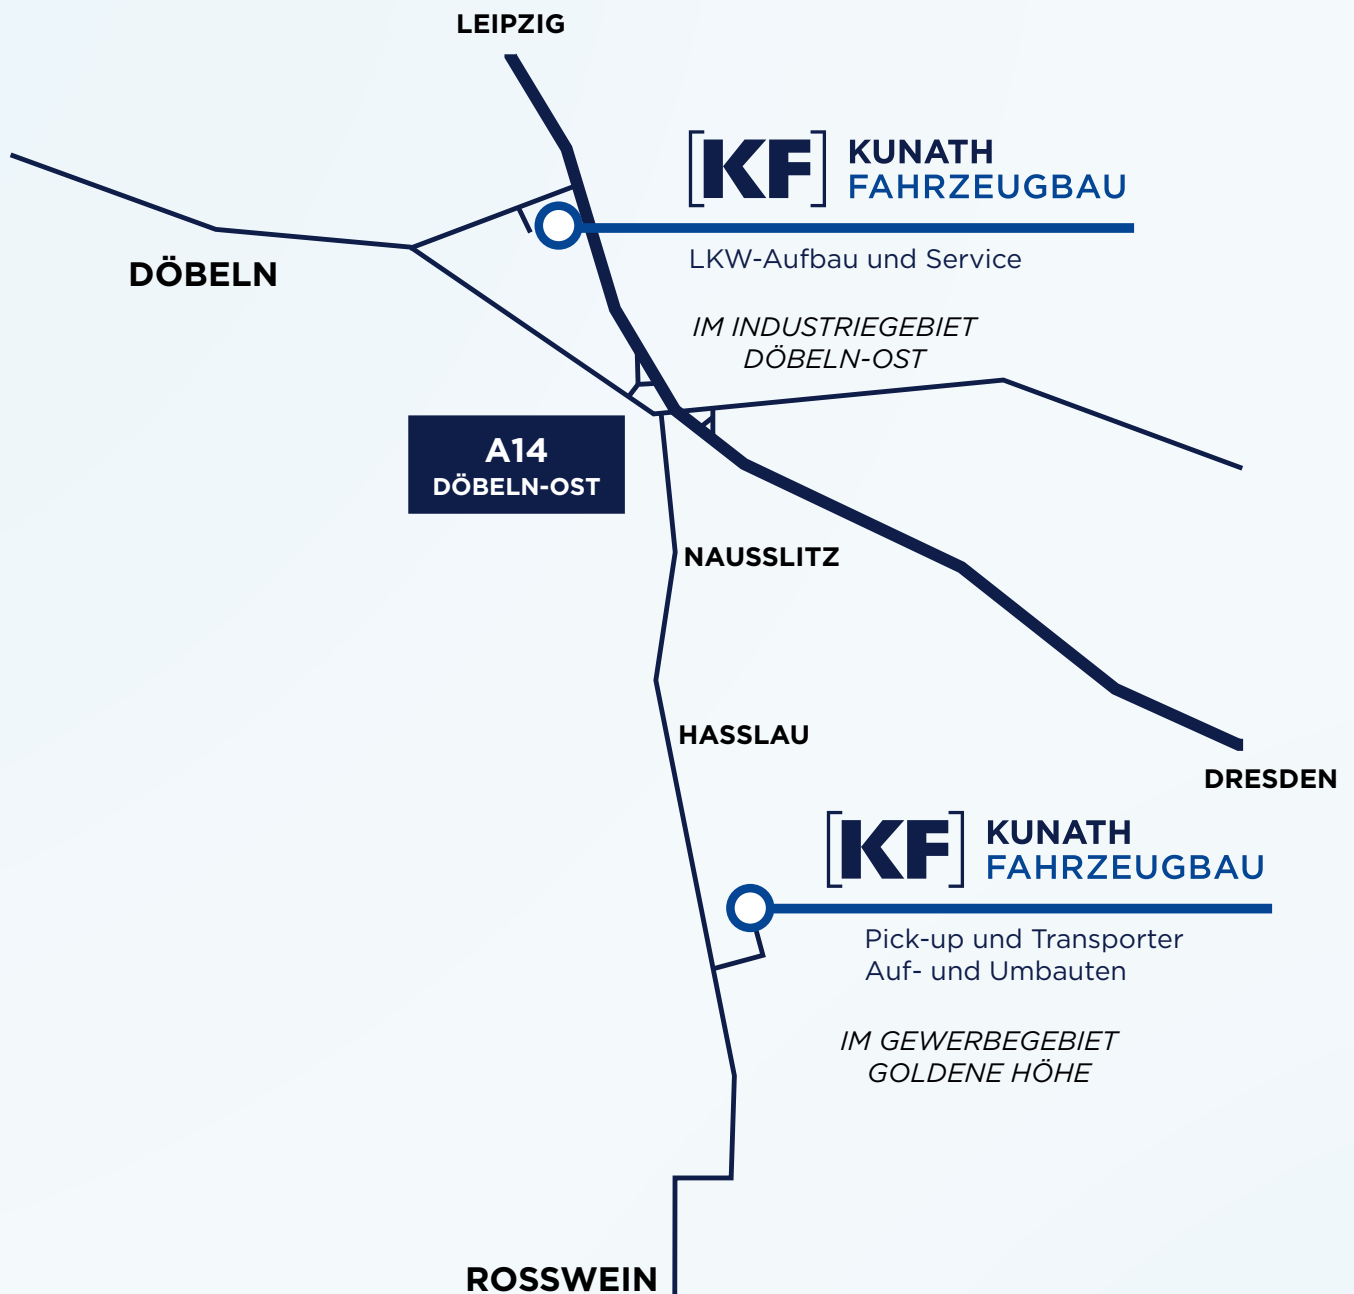 LEIPZIG
[KF] KUNATH
FAHRZEUGBAU
LKW-Aufbau und Service
DÖBELN
IM INDUSTRIEGEBIET
DÖBELN-OST
A14
DÖBELN-OST
NAUSSLITZ
HASSLAU
DRESDEN
[KF] KUNATH
FAHRZEUGBAU
Pick-up und Transporter
Auf- und Umbauten
IM GEWERBEGEBIET
GOLDENE HÖHE
ROSSWEIN